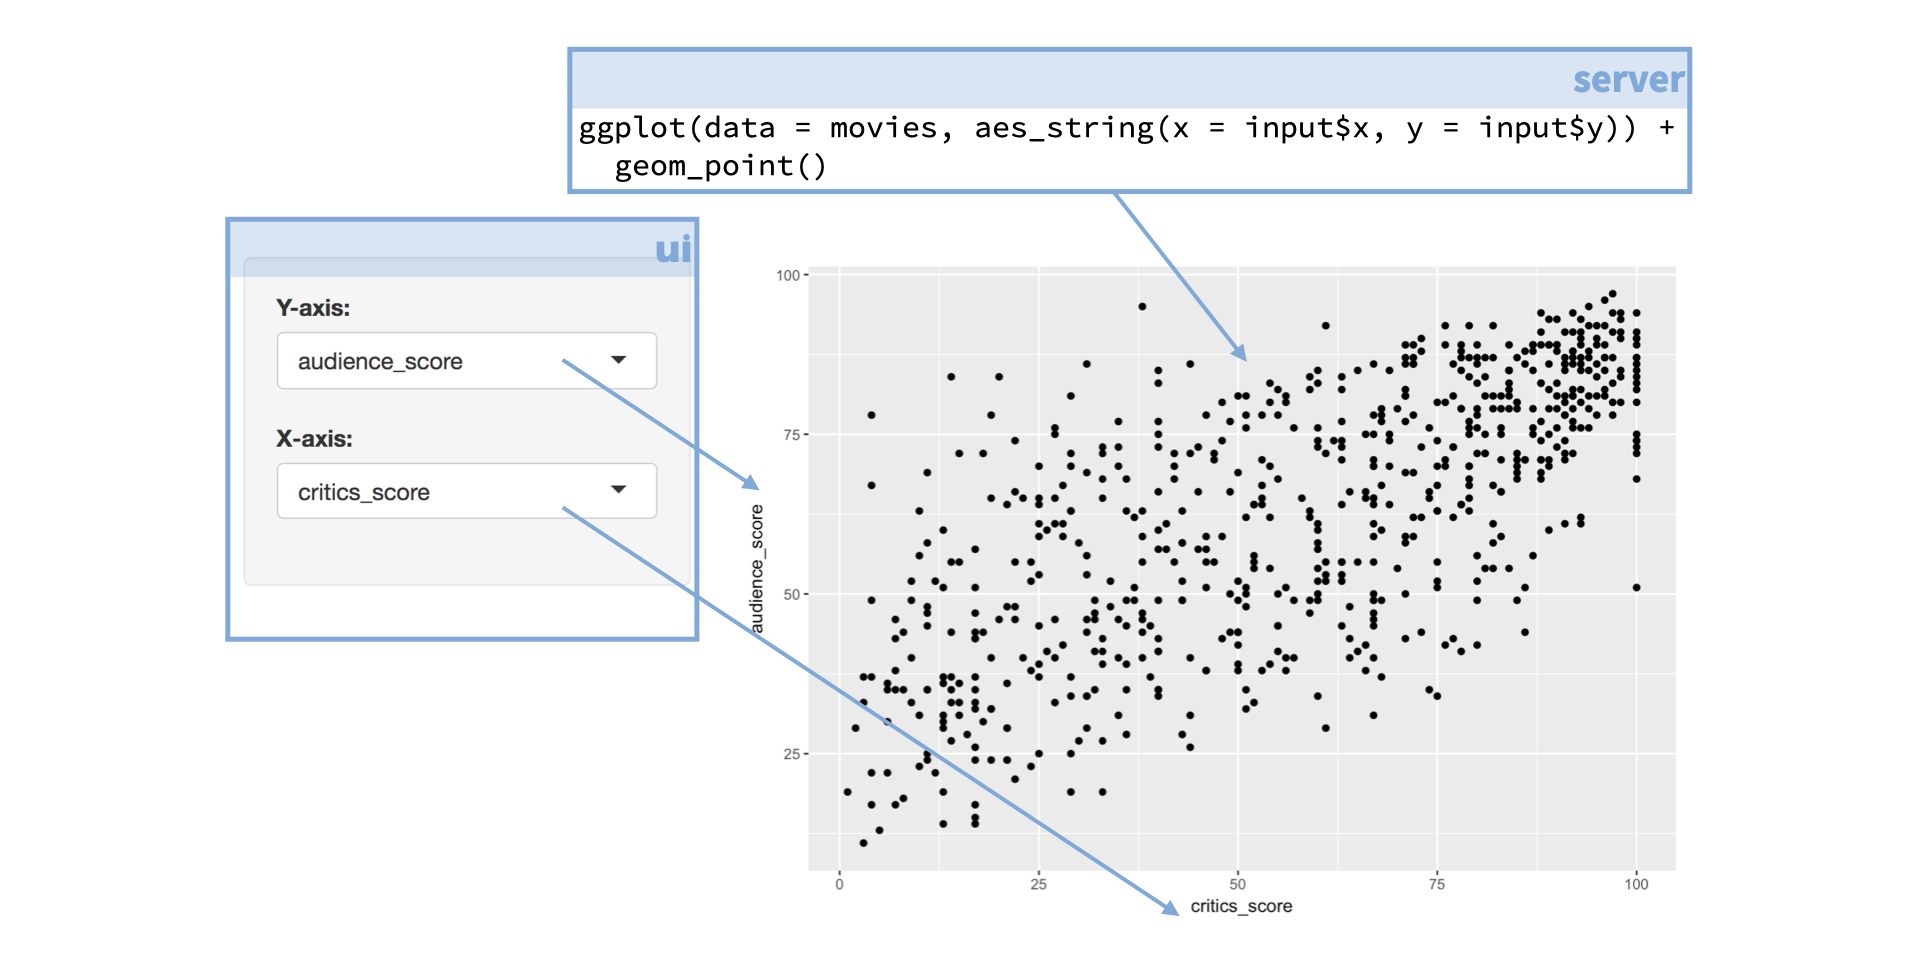 server
ggplot(data = movies, aes_string(x = input$x, y = input$y)) +
geom_point()
ui
Y-axis:
audience_score
X-axis:
critics_score
100
75
50
25
audience_score
0 25 50 75 100
critics_score